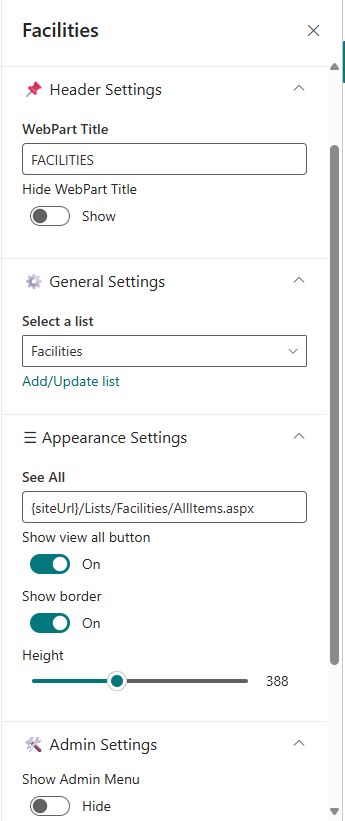 Facilities
📌 Header Settings
WebPart Title
FACILITIES
Hide WebPart Title
Show
⚙️ General Settings
Select a list
Facilities
Add/Update list
☰ Appearance Settings
See All
{siteUrl}/Lists/Facilities/AllItems.aspx
Show view all button
On
Show border
On
Height
388
🛠️ Admin Settings
Show Admin Menu
Hide